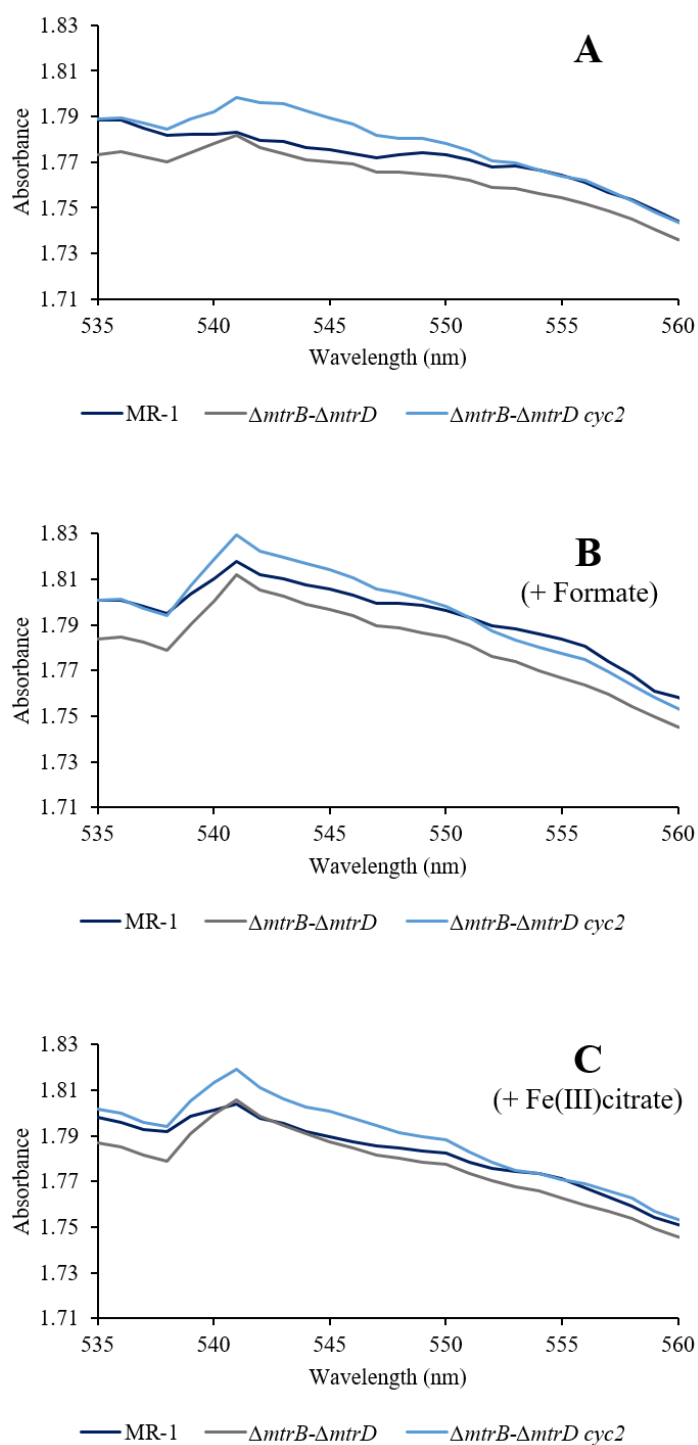 A
1.83
1.81
1.79
1.77
1.75
1.73
1.71
Absorbance
535 540 545 550 555 560
Wavelength (nm)
MR-1 ΔmtrB-ΔmtrD ΔmtrB-ΔmtrD cyc2
B
(+ Formate)
1.83
1.81
1.79
1.77
1.75
1.73
1.71
Absorbance
535 540 545 550 555 560
Wavelength (nm)
MR-1 ΔmtrB-ΔmtrD ΔmtrB-ΔmtrD cyc2
C
(+ Fe(III)citrate)
1.83
1.81
1.79
1.77
1.75
1.73
1.71
Absorbance
535 540 545 550 555 560
Wavelength (nm)
MR-1 ΔmtrB-ΔmtrD ΔmtrB-ΔmtrD cyc2